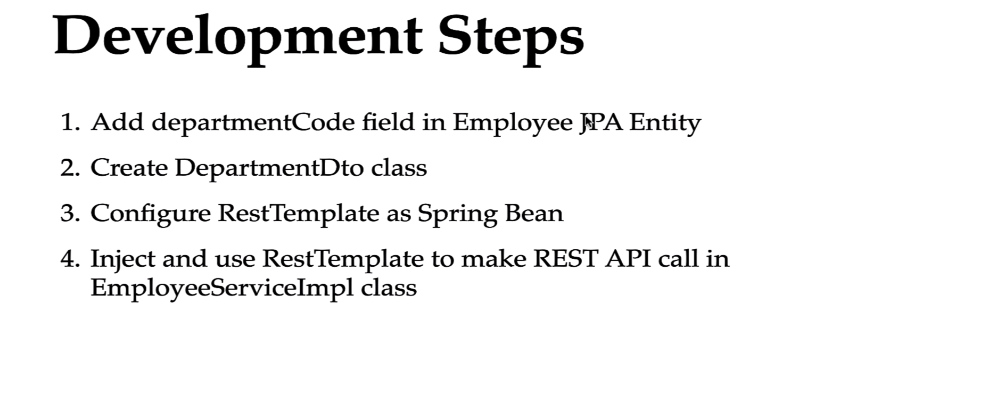 Development Steps
1. Add departmentCode field in Employee JPA Entity
2. Create DepartmentDto class
3. Configure RestTemplate as Spring Bean
4. Inject and use RestTemplate to make REST API call in
EmployeeServiceImpl class